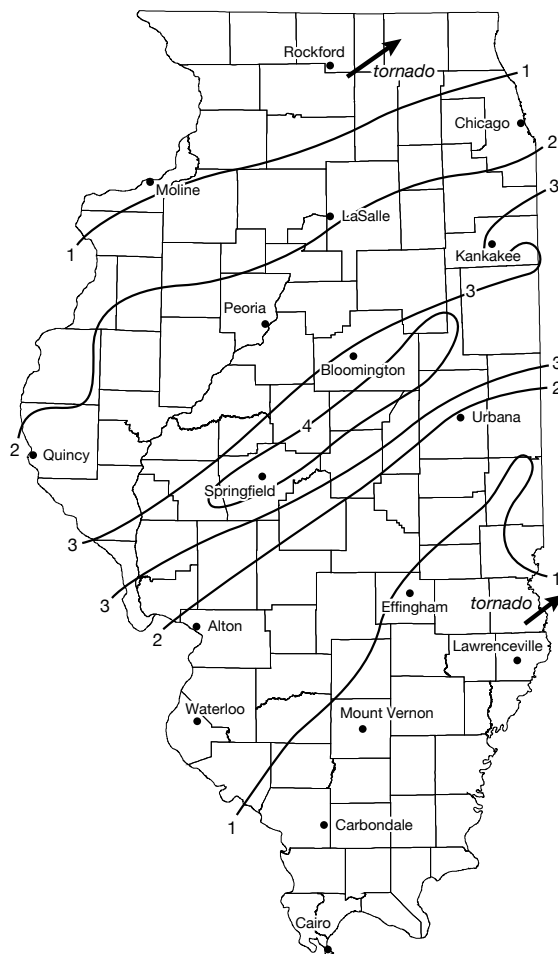 Rockford
tornado
1
Chicago
2
Moline
3
LaSalle
1
Kankakee
3
Peoria
Bloomington
3
2
Urbana
4
2
Quincy
Springfield
3
3
1
Effingham
tornado
2
Alton
Lawrenceville
Waterloo
Mount Vernon
1
Carbondale
Cairo